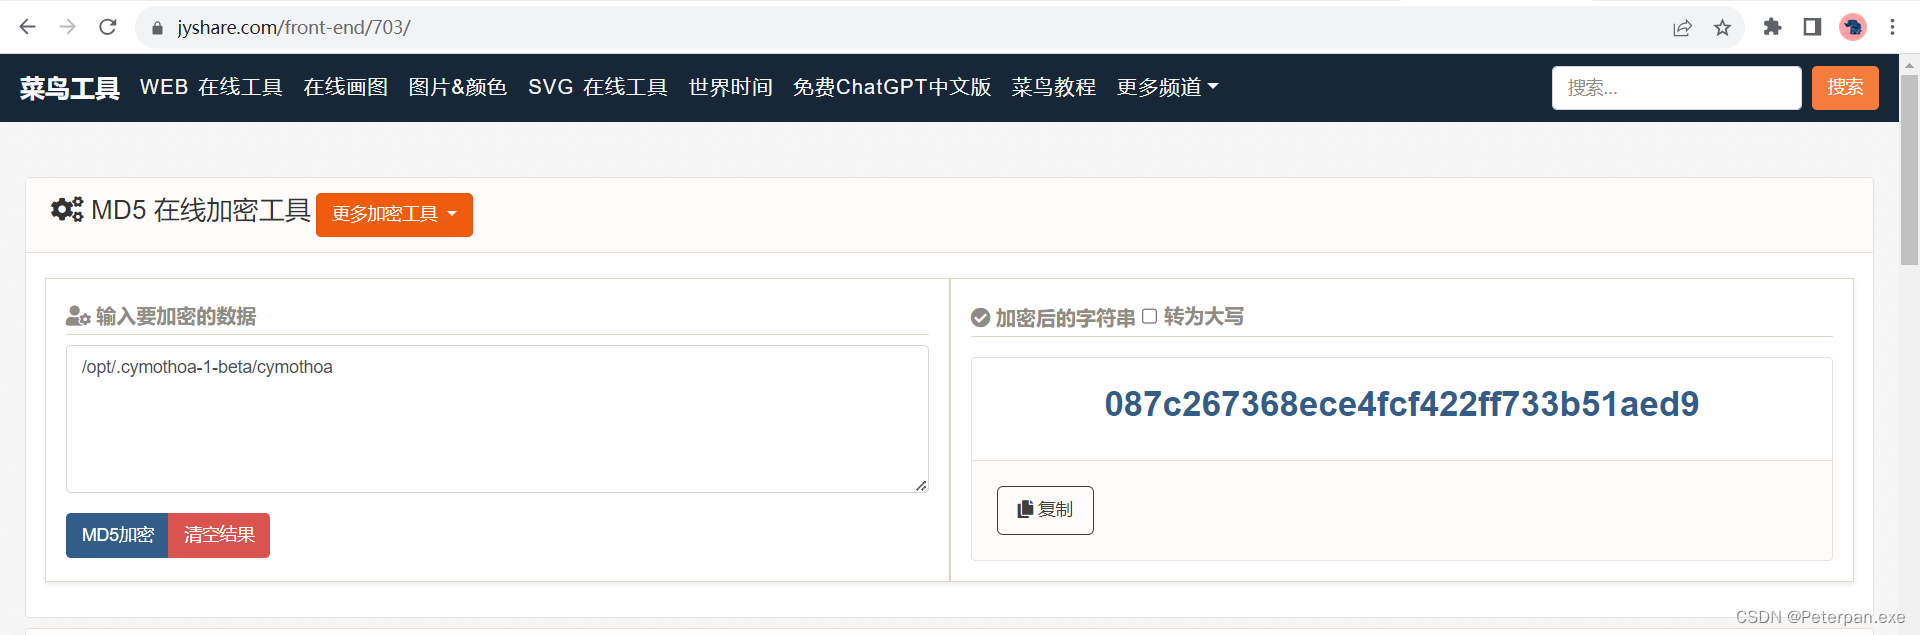 jyshare.com/front-end/703/
菜鸟工具 WEB 在线工具 在线画图 图片&颜色 SVG 在线工具 世界时间 免费ChatGPT中文版 菜鸟教程 更多频道 搜索... 搜索
MD5 在线加密工具 更多加密工具
输入要加密的数据
/opt/.cymothoa-1-beta/cymothoa
MD5加密 清空结果
加密后的字符串 转为大写
087c267368ece4fcf422ff733b51aed9
复制
CSDN @Peterpan.exe